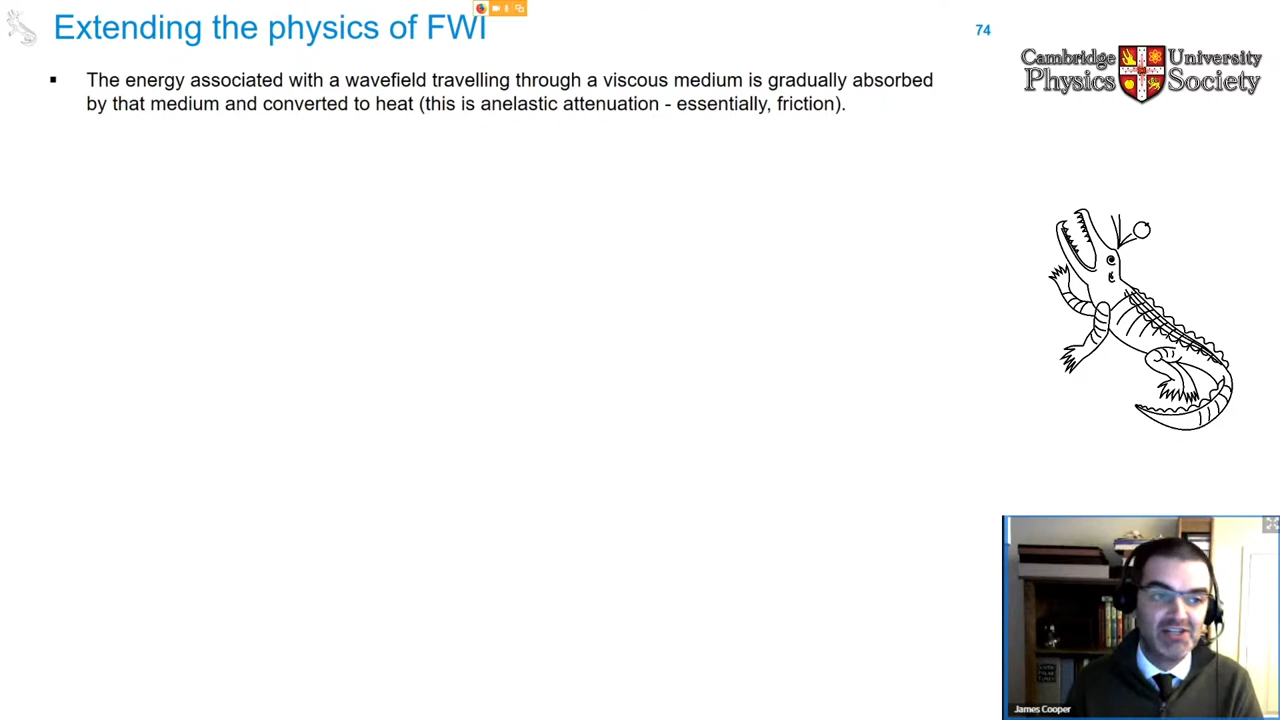 Extending the physics of FWI
74
Cambridge University
Physics Society
▪ The energy associated with a wavefield travelling through a viscous medium is gradually absorbed
by that medium and converted to heat (this is anelastic attenuation - essentially, friction).
James Cooper